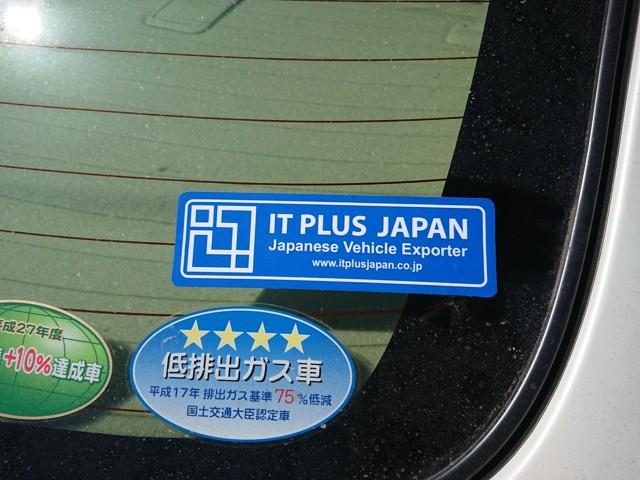 IT PLUS JAPAN
Japanese Vehicle Exporter
www.itplusjapan.co.jp
平成27年度
+10%達成車
低排出ガス車
平成17年 排出ガス基準75%低減
国土交通大臣認定車